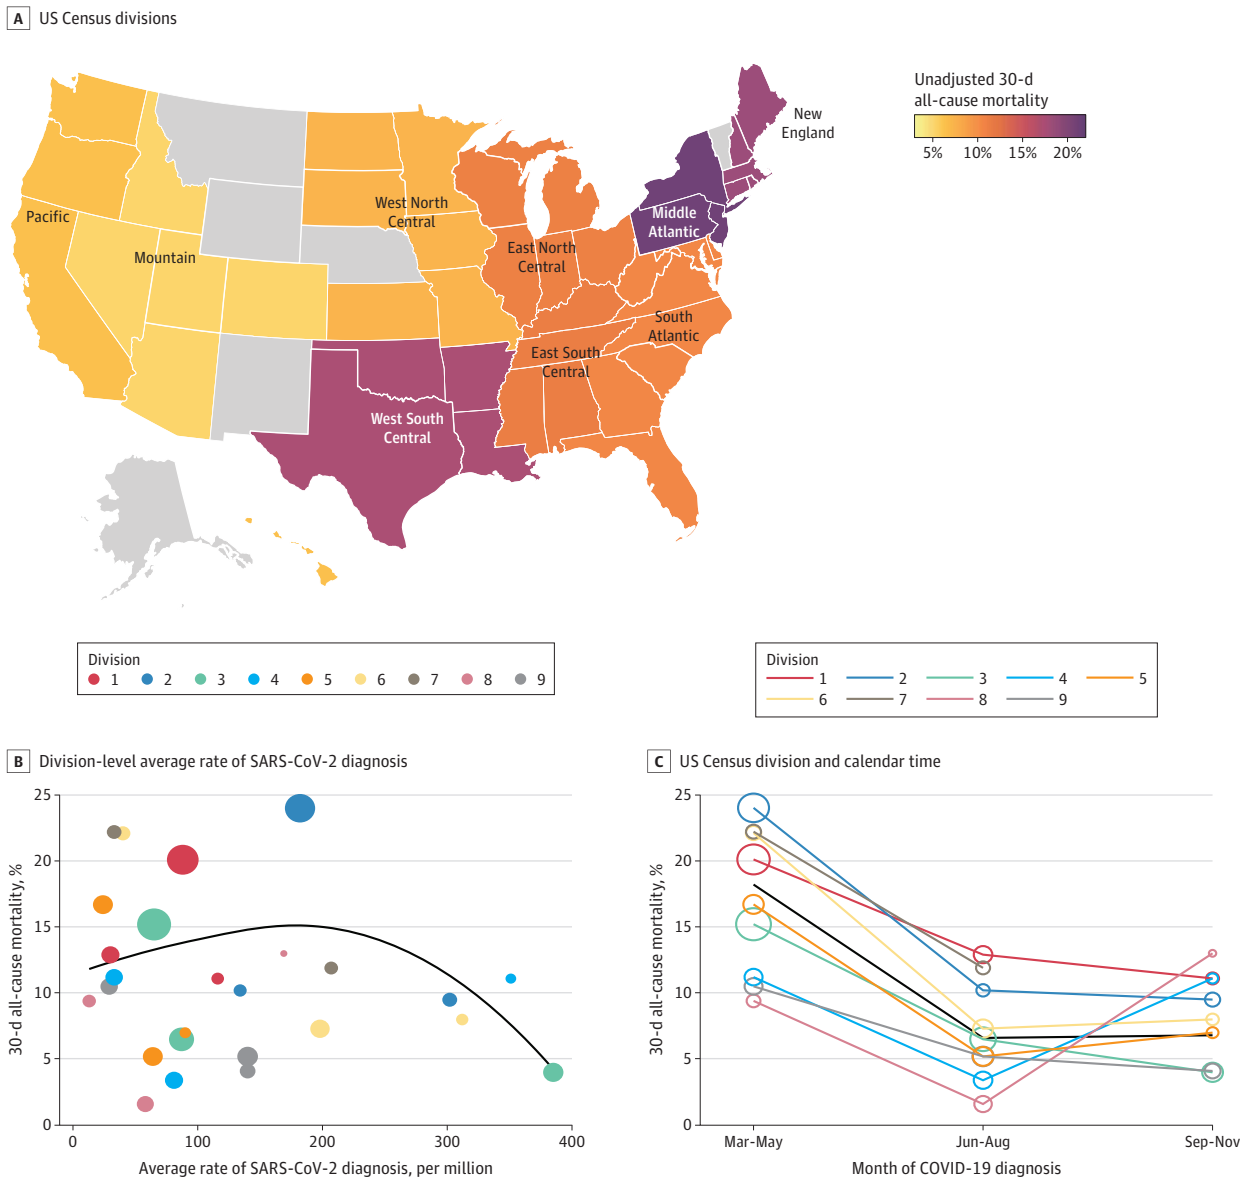 A US Census divisions
Unadjusted 30-d
all-cause mortality
5% 10% 15% 20%
New
England
Pacific
Mountain
West North
Central
East North
Central
Middle
Atlantic
South
Atlantic
East South
Central
West South
Central
Division
1 2 3 4 5 6 7 8 9
Division
1 2 3 4 5
6 7 8 9
B Division-level average rate of SARS-CoV-2 diagnosis
30-d all-cause mortality, %
25
20
15
10
5
0
0 100 200 300 400
Average rate of SARS-CoV-2 diagnosis, per million
C US Census division and calendar time
30-d all-cause mortality, %
25
20
15
10
5
0
Mar-May Jun-Aug Sep-Nov
Month of COVID-19 diagnosis